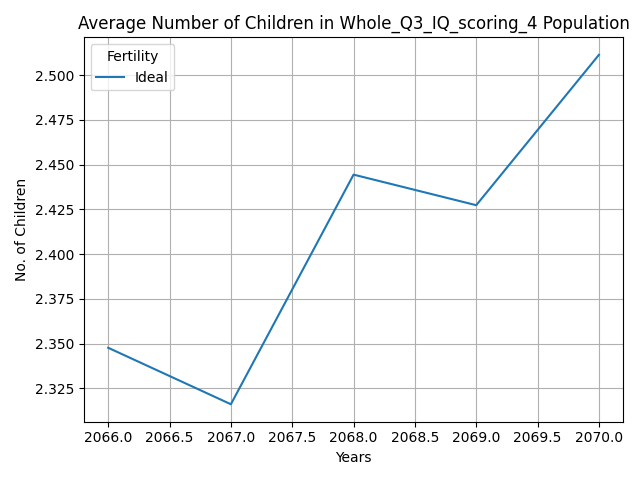 Average Number of Children in Whole_Q3_IQ_scoring_4 Population
Fertility
Ideal
2.500
2.475
2.450
2.425
2.400
2.375
2.350
2.325
No. of Children
2066.0 2066.5 2067.0 2067.5 2068.0 2068.5 2069.0 2069.5 2070.0
Years